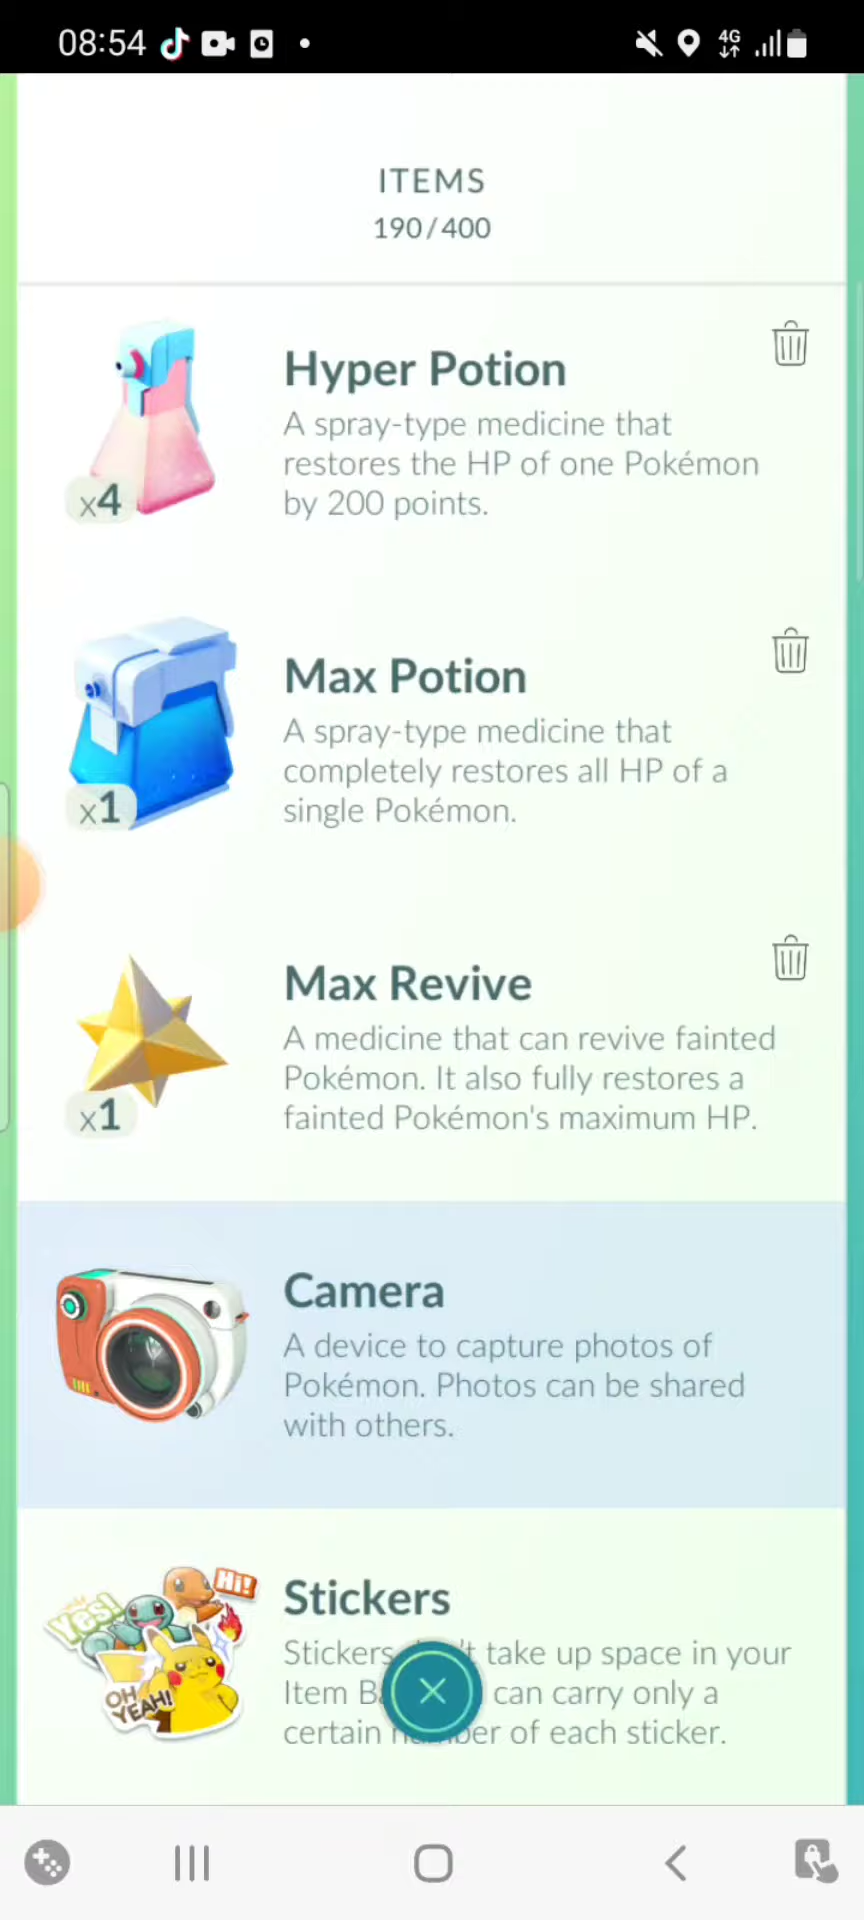 08:54
4G
ITEMS
190/400
Hyper Potion
A spray-type medicine that
restores the HP of one Pokémon
by 200 points.
x4
Max Potion
A spray-type medicine that
completely restores all HP of a
single Pokémon.
x1
Max Revive
A medicine that can revive fainted
Pokémon. It also fully restores a
fainted Pokémon's maximum HP.
x1
Camera
A device to capture photos of
Pokémon. Photos can be shared
with others.
Yes!
Hi!
OH
YEAH!
Stickers
Stickers take up space in your
Item can carry only a
certain of each sticker.